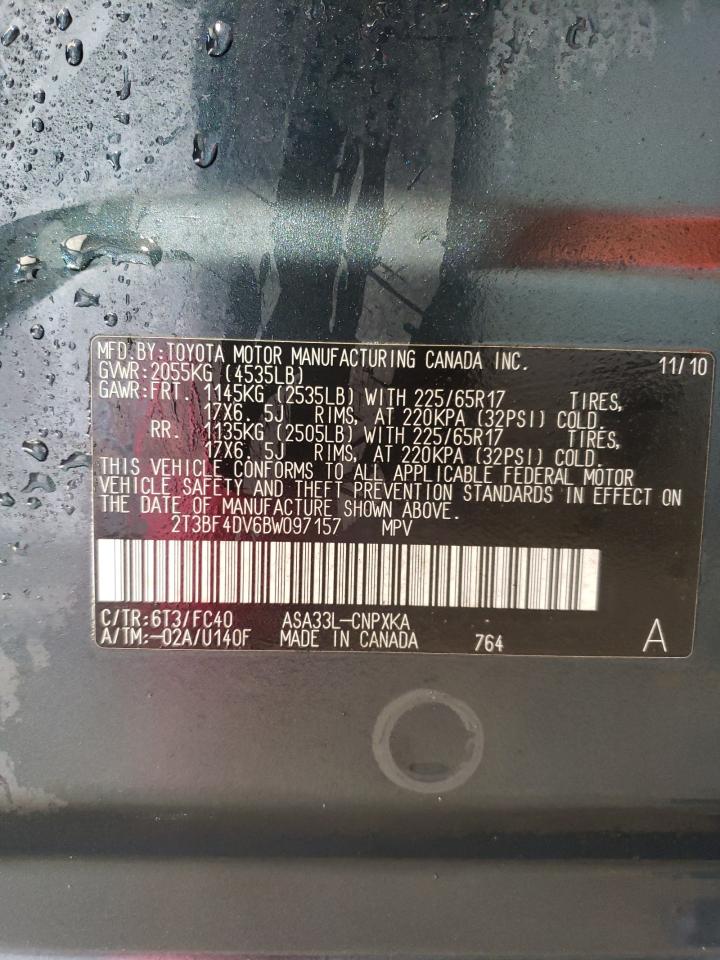 MFD.BY:TOYOTA MOTOR MANUFACTURING CANADA INC. 11/10
GVWR:2055KG (4535LB)
GAWR:FRT. 1145KG (2535LB) WITH 225/65R17 TIRES,
17X6.5J RIMS, AT 220KPA (32PSI) COLD.
RR. 1135KG (2505LB) WITH 225/65R17 TIRES,
17X6.5J RIMS, AT 220KPA (32PSI) COLD.
THIS VEHICLE CONFORMS TO ALL APPLICABLE FEDERAL MOTOR
VEHICLE SAFETY AND THEFT PREVENTION STANDARDS IN EFFECT ON
THE DATE OF MANUFACTURE SHOWN ABOVE.
2T3BF4DV6BW097157 MPV
C/TR:6T3/FC40 ASA33L-CNPXKA
A/TM:-02A/U140F MADE IN CANADA 764 A